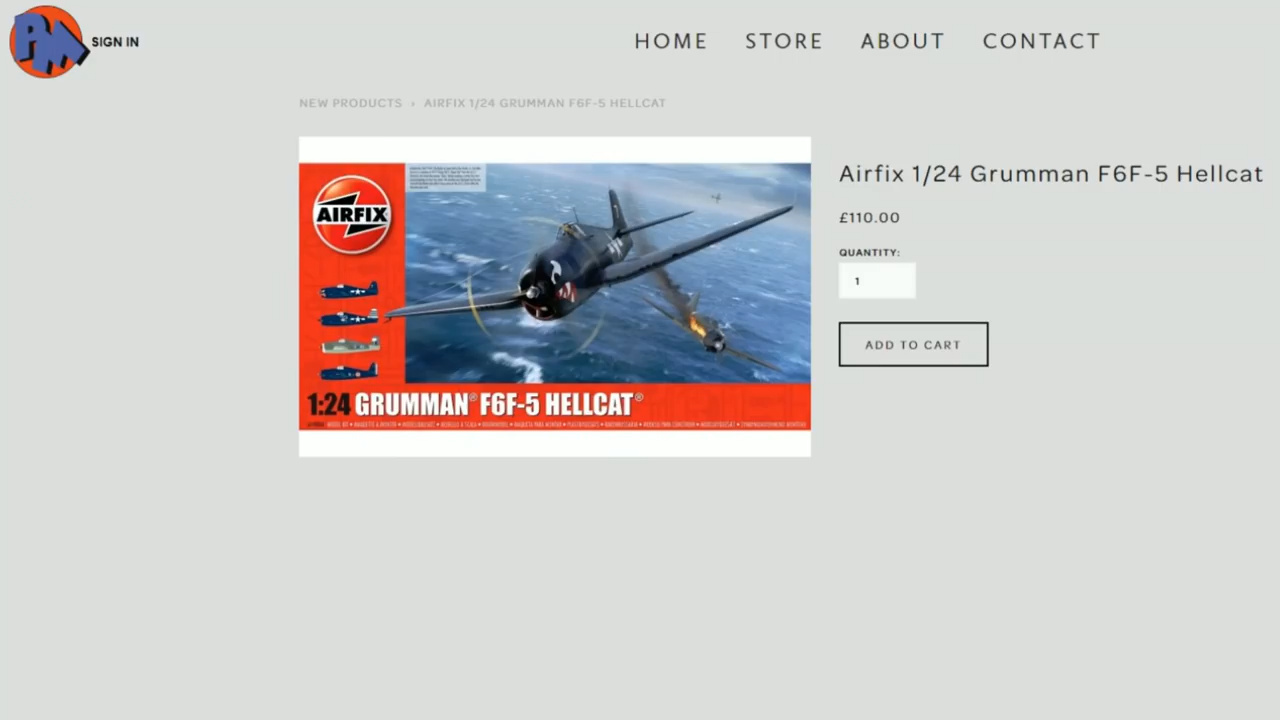 PM
SIGN IN
HOME STORE ABOUT CONTACT
NEW PRODUCTS › AIRFIX 1/24 GRUMMAN F6F-5 HELLCAT
AIRFIX
1:24 GRUMMAN® F6F-5 HELLCAT®
Airfix 1/24 Grumman F6F-5 Hellcat
£110.00
QUANTITY:
1
ADD TO CART